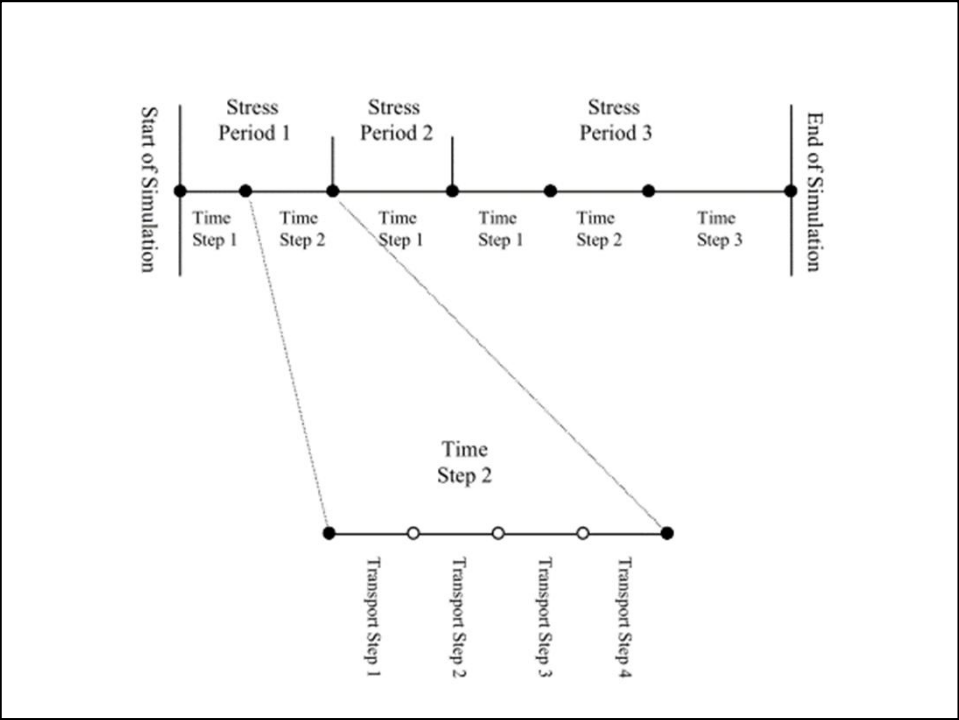 Start of Simulation
Stress
Period 1
Stress
Period 2
Stress
Period 3
End of Simulation
Time
Step 1
Time
Step 2
Time
Step 1
Time
Step 1
Time
Step 2
Time
Step 3
Time
Step 2
Transport Step 1
Transport Step 2
Transport Step 3
Transport Step 4